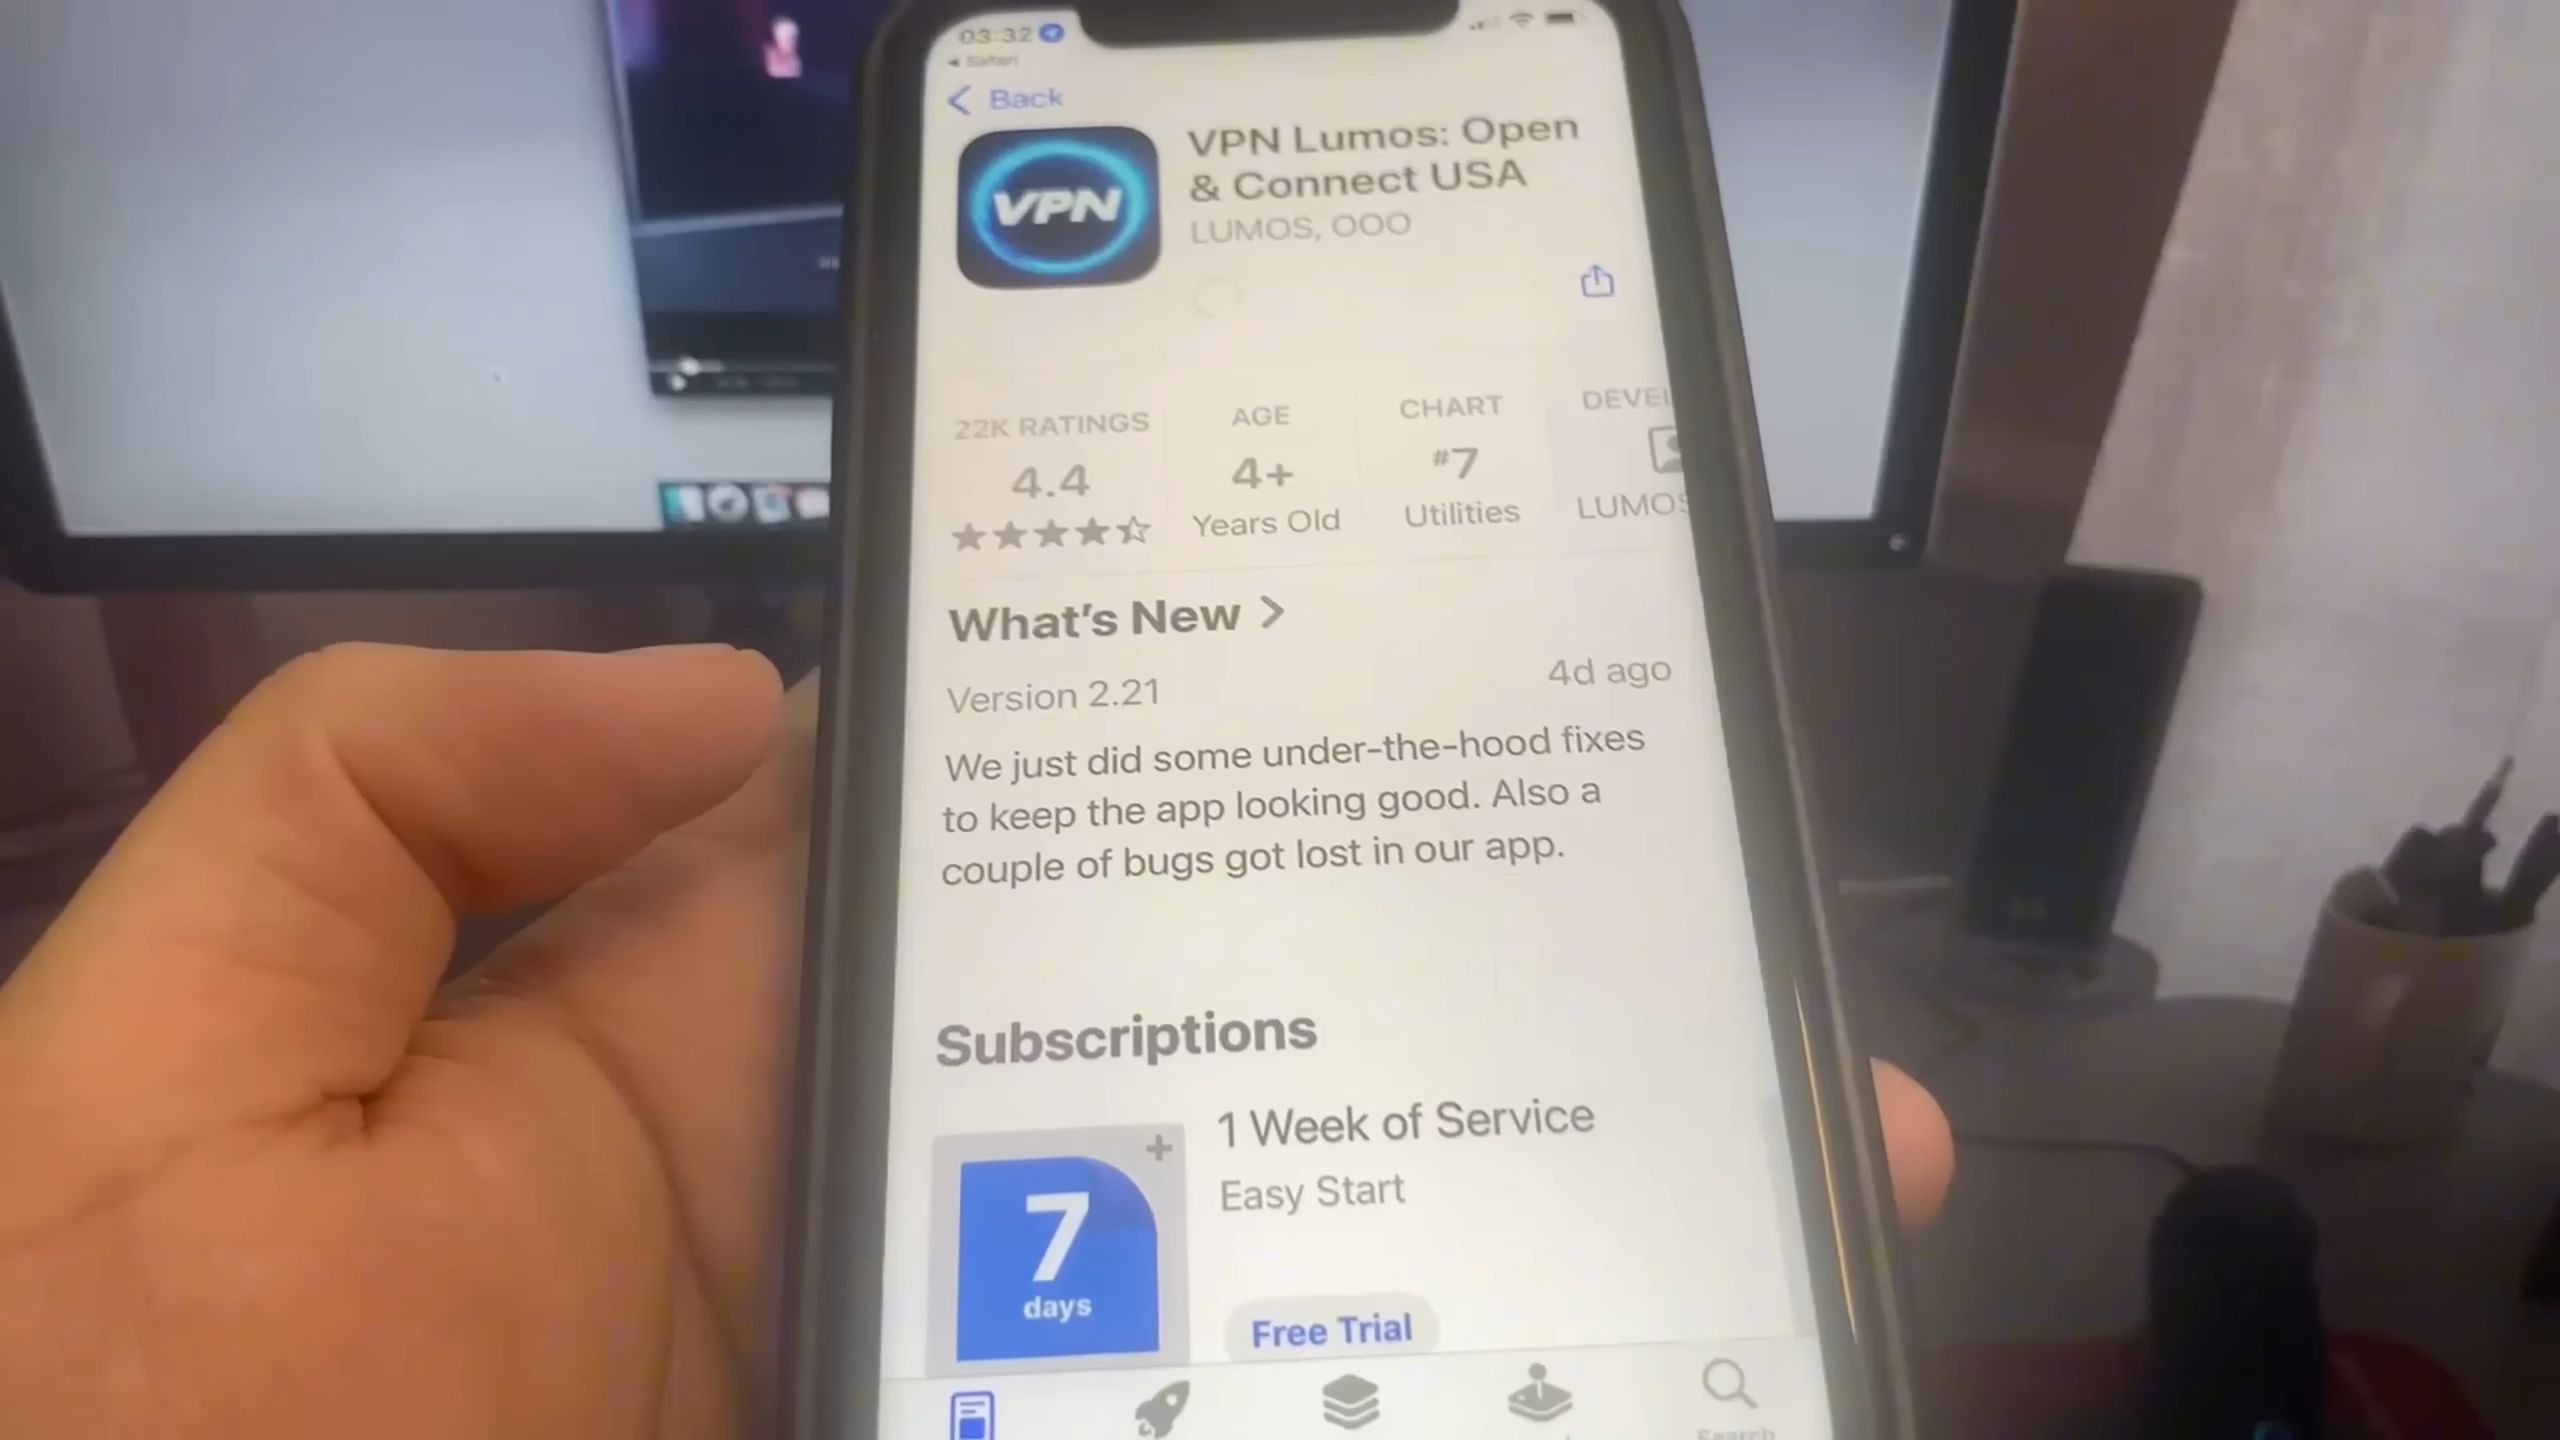 03:32
Safari
Back
VPN
VPN Lumos: Open
& Connect USA
LUMOS, OOO
22K RATINGS
4.4
AGE
4+
Years Old
CHART
#7
Utilities
DEVEL
LUMOS
What's New
Version 2.21
4d ago
We just did some under-the-hood fixes
to keep the app looking good. Also a
couple of bugs got lost in our app.
Subscriptions
7
days
1 Week of Service
Easy Start
Free Trial
Search